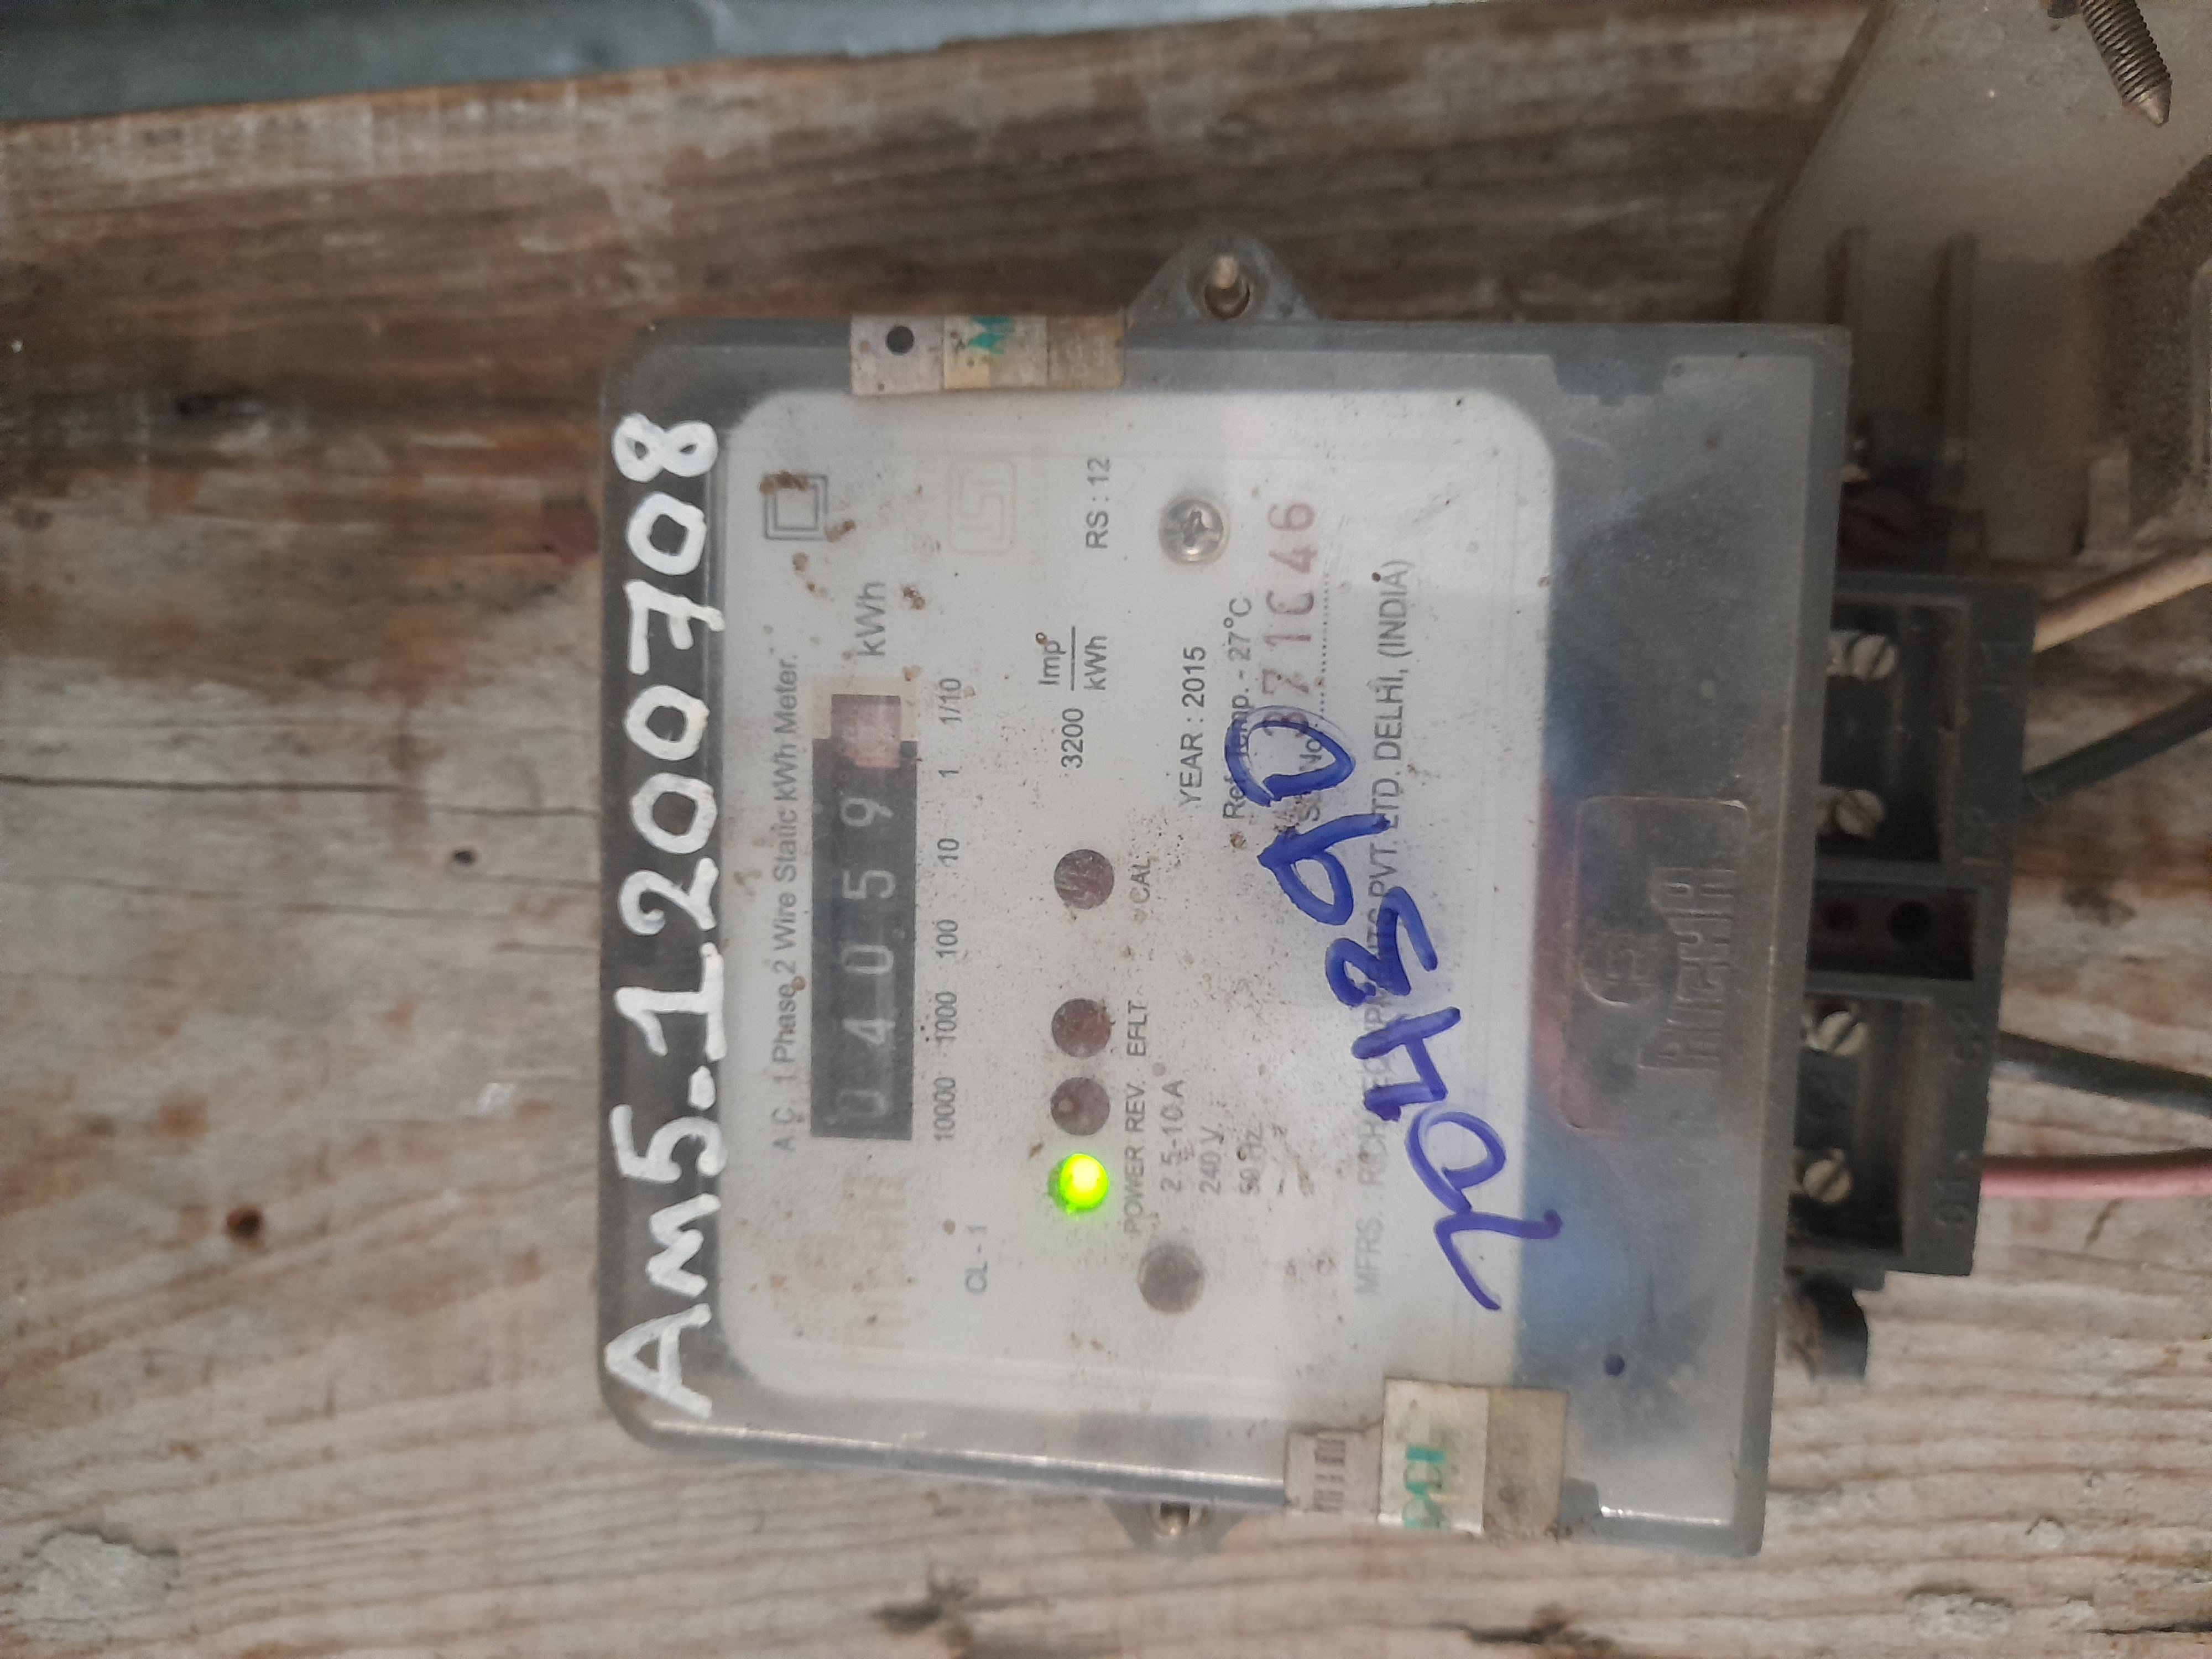 Am5-1200708
A.C. 1 Phase 2 Wire Static kWh Meter.
0 4 0 5 9
kWh
10000 1000 100 10 1 1/10
CL - 1
3200 Imp / kWh
RS : 12
POWER REV. EFLT CAL
2.5-10 A
240 V
50 Hz
YEAR : 2015
Ref. Temp. - 27°C
PVT. LTD. DELHI, (INDIA)
MFRS. :